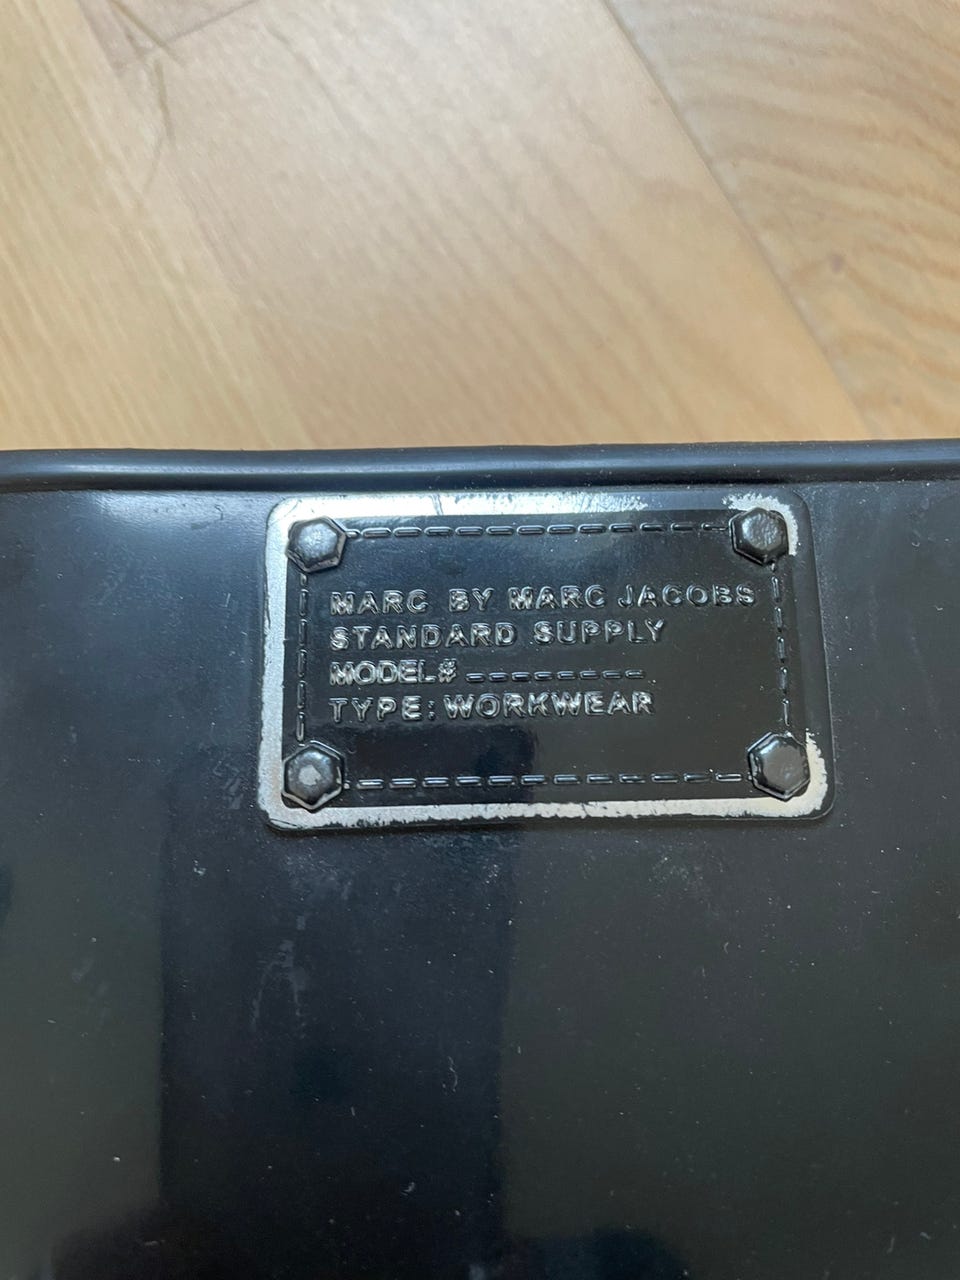 MARC BY MARC JACOBS
STANDARD SUPPLY
MODEL# _ _ _ _ _ _ _ _
TYPE: WORKWEAR